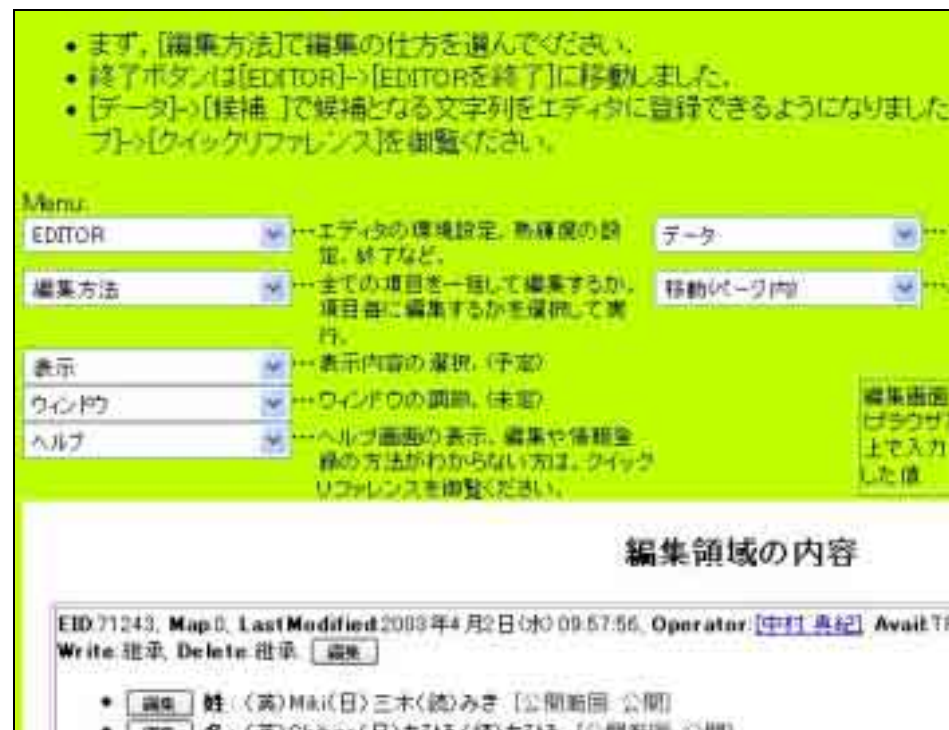 • まず, [編集方法]で編集の仕方を選んでください.
• 終了ボタンは[EDITOR]->[EDITORを終了]に移動しました.
• [データ]->[候補 ]で候補となる文字列をエディタに登録できるようになりました
プ]->[クイックリファレンス]を御覧ください.
Menu:
EDITOR …エディタの環境設定, 熟練度の設定, 終了など.
データ …
編集方法 …全ての項目を一括して編集するか, 項目毎に編集するかを選択して実行.
移動(ページ内) …
表示 …表示内容の選択. (予定)
ウィンドウ …ウィンドウの調節. (未定)
ヘルプ …ヘルプ画面の表示. 編集や情報登録の方法がわからない方は, クイックリファレンスを御覧ください.
編集画面
(ブラウザ
上で入力
した値
編集領域の内容
EID:71243, Map:0, LastModified:2003年4月2日(水) 09:57:56, Operator:[中村 真紀], Avail:T
Write:継承, Delete:継承. 編集
• 編集 姓 : (英)Miki(日)三木(読)みき [公開範囲 公開]